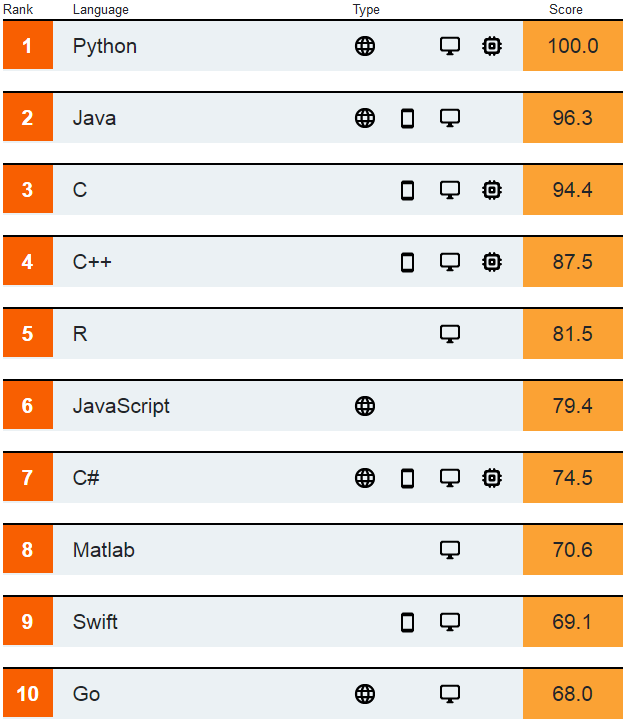 Rank Language Type Score
1 Python 100.0
2 Java 96.3
3 C 94.4
4 C++ 87.5
5 R 81.5
6 JavaScript 79.4
7 C# 74.5
8 Matlab 70.6
9 Swift 69.1
10 Go 68.0